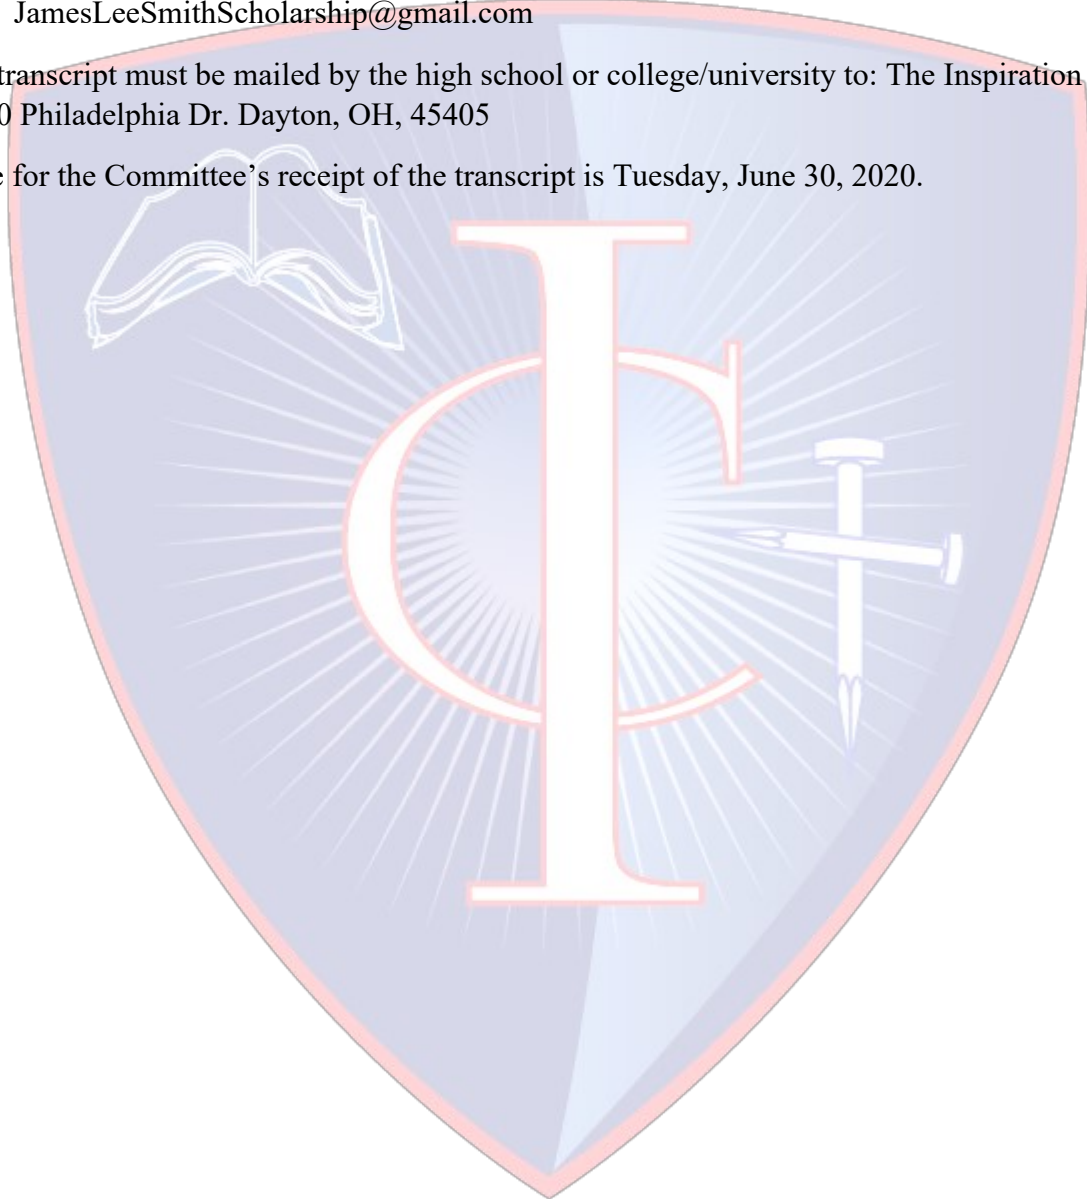 JamesLeeSmithScholarship@gmail.com
transcript must be mailed by the high school or college/university to: The Inspiration
0 Philadelphia Dr. Dayton, OH, 45405
e for the Committee’s receipt of the transcript is Tuesday, June 30, 2020.
IC